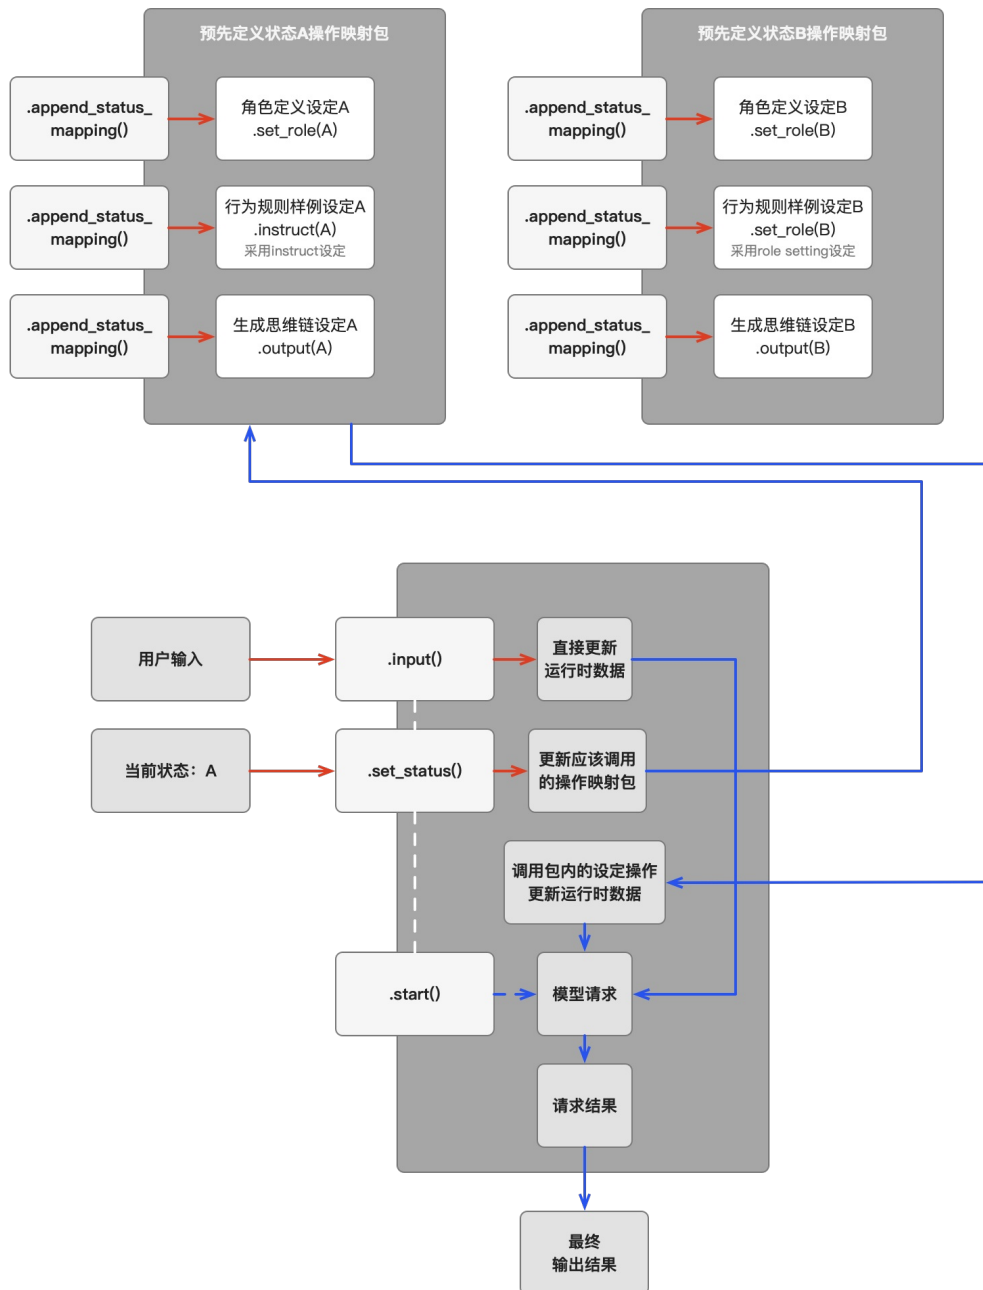 预先定义状态A操作映射包
.append_status_
mapping()
角色定义设定A
.set_role(A)
.append_status_
mapping()
行为规则样例设定A
.instruct(A)
采用instruct设定
.append_status_
mapping()
生成思维链设定A
.output(A)
预先定义状态B操作映射包
.append_status_
mapping()
角色定义设定B
.set_role(B)
.append_status_
mapping()
行为规则样例设定B
.set_role(B)
采用role setting设定
.append_status_
mapping()
生成思维链设定B
.output(B)
用户输入
.input()
直接更新
运行时数据
当前状态：A
.set_status()
更新应该调用
的操作映射包
调用包内的设定操作
更新运行时数据
.start()
模型请求
请求结果
最终
输出结果